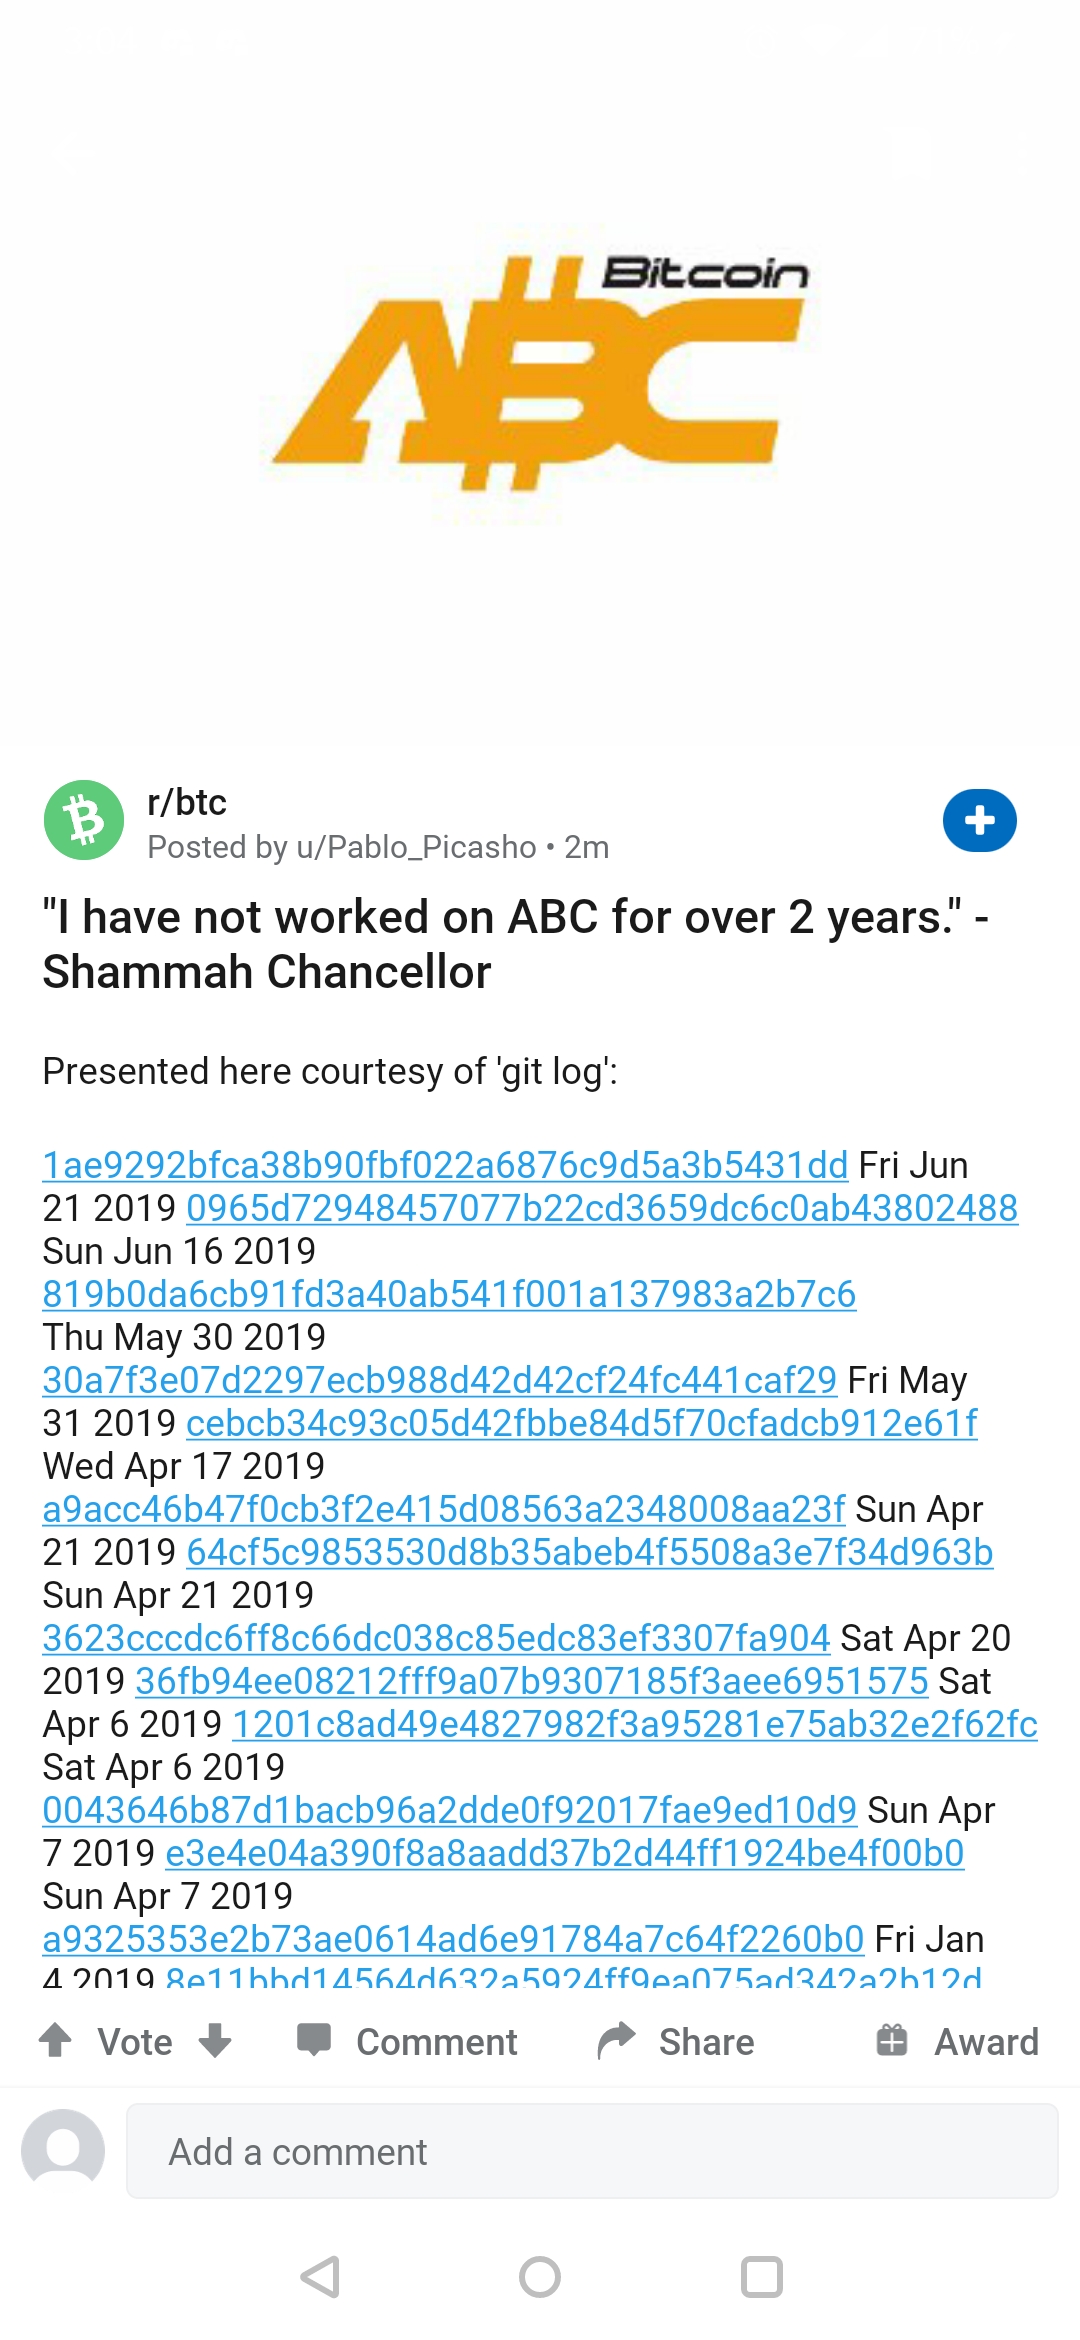 Bitcoin
ABC
r/btc
Posted by u/Pablo_Picasho • 2m
"I have not worked on ABC for over 2 years." -
Shammah Chancellor
Presented here courtesy of 'git log':
1ae9292bfca38b90fbf022a6876c9d5a3b5431dd Fri Jun
21 2019 0965d72948457077b22cd3659dc6c0ab43802488
Sun Jun 16 2019
819b0da6cb91fd3a40ab541f001a137983a2b7c6
Thu May 30 2019
30a7f3e07d2297ecb988d42d42cf24fc441caf29 Fri May
31 2019 cebcb34c93c05d42fbbe84d5f70cfadcb912e61f
Wed Apr 17 2019
a9acc46b47f0cb3f2e415d08563a2348008aa23f Sun Apr
21 2019 64cf5c9853530d8b35abeb4f5508a3e7f34d963b
Sun Apr 21 2019
3623cccdc6ff8c66dc038c85edc83ef3307fa904 Sat Apr 20
2019 36fb94ee08212fff9a07b9307185f3aee6951575 Sat
Apr 6 2019 1201c8ad49e4827982f3a95281e75ab32e2f62fc
Sat Apr 6 2019
0043646b87d1bacb96a2dde0f92017fae9ed10d9 Sun Apr
7 2019 e3e4e04a390f8a8aadd37b2d44ff1924be4f00b0
Sun Apr 7 2019
a9325353e2b73ae0614ad6e91784a7c64f2260b0 Fri Jan
4 2019 8e11bbd14564d632a5924ff9ea075ad342a2b12d
Vote Comment Share Award
Add a comment